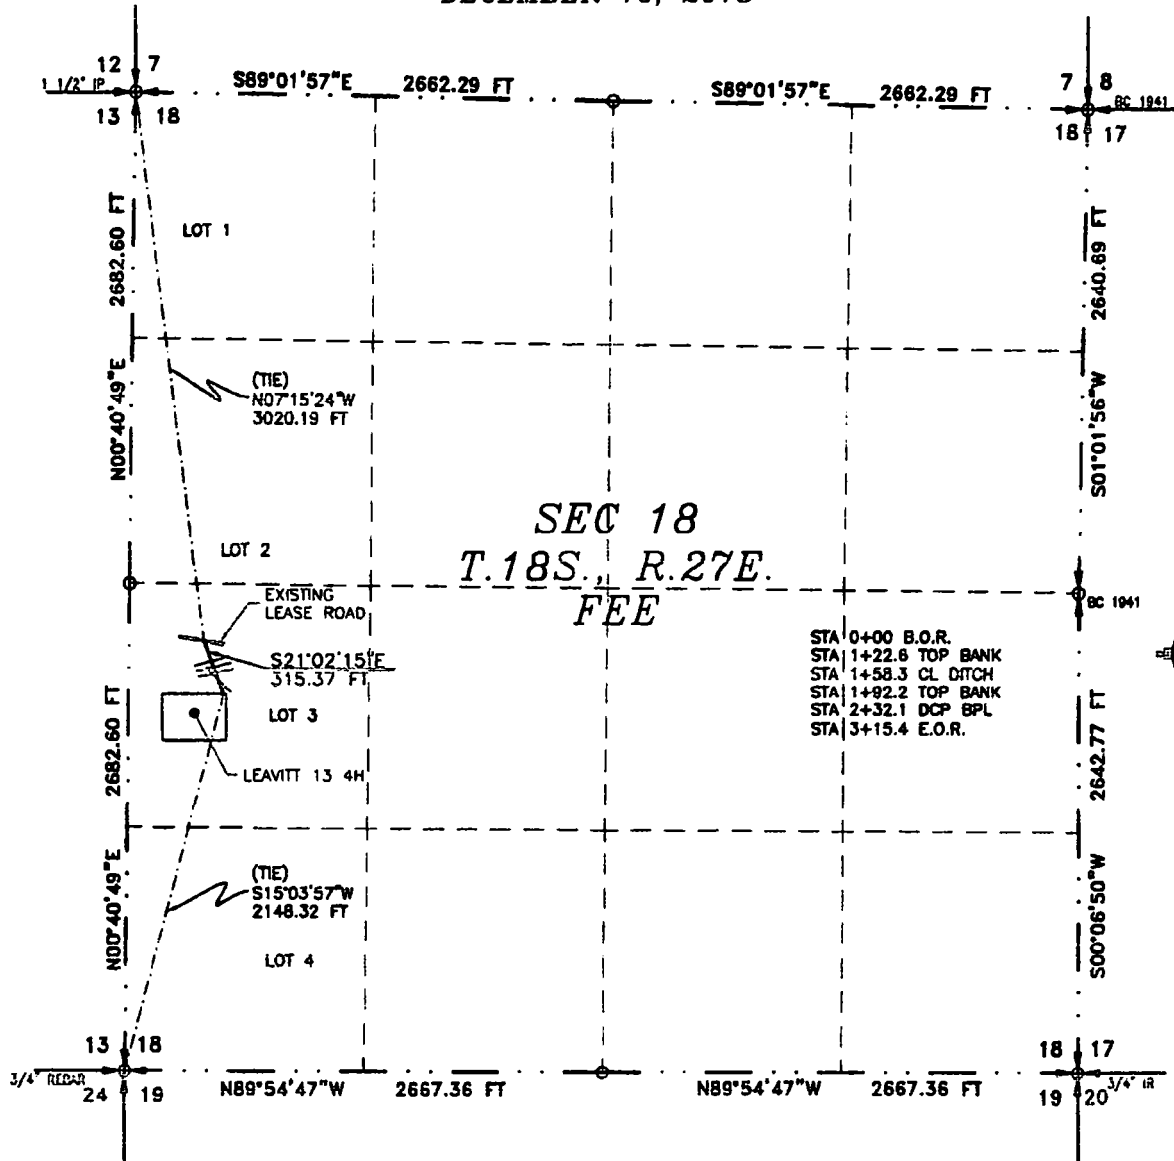 12 7
1 1/2" IP
13 18
S89°01'57"E 2662.29 FT
S89°01'57"E 2662.29 FT
7 8
BC 1941
18 17
LOT 1
N00°40'49"E 2682.60 FT
S01°01'56"W 2640.69 FT
(TIE)
N07°15'24"W
3020.19 FT
SEC 18
T.18S., R.27E.
FEE
LOT 2
EXISTING
LEASE ROAD
BC 1941
S21°02'15"E
315.37 FT
STA 0+00 B.O.R.
STA 1+22.6 TOP BANK
STA 1+58.3 CL DITCH
STA 1+92.2 TOP BANK
STA 2+32.1 DCP BPL
STA 3+15.4 E.O.R.
LOT 3
LEAVITT 13 4H
N00°40'49"E 2682.60 FT
S00°06'50"W 2642.77 FT
(TIE)
S15°03'57"W
2148.32 FT
LOT 4
13 18
3/4" REBAR
24 19
N89°54'47"W 2667.36 FT
N89°54'47"W 2667.36 FT
18 17
3/4" IR
19 20